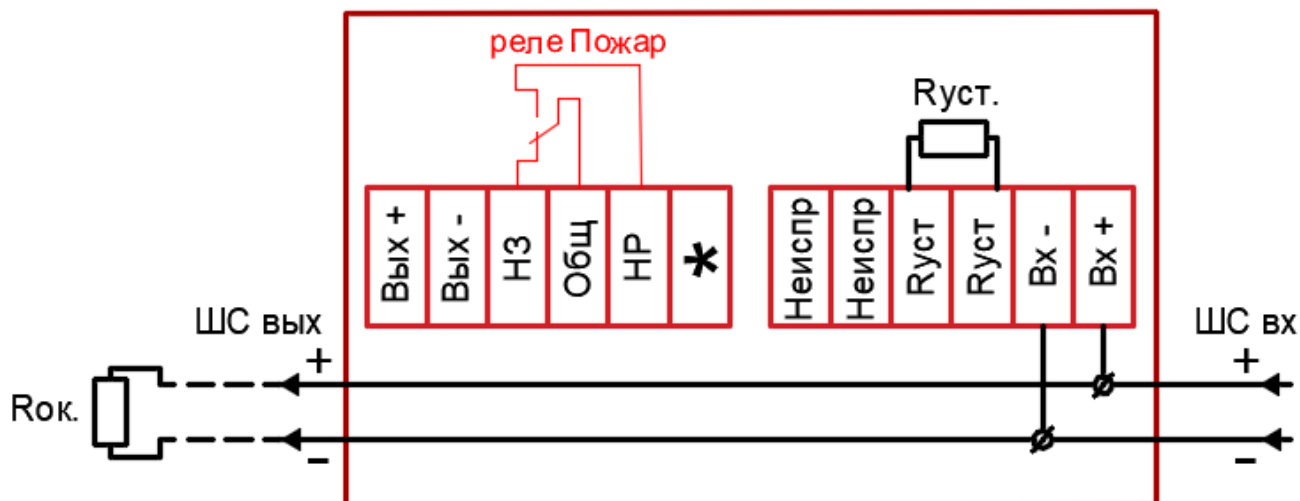 реле Пожар
Rуст.
Вых +
Вых -
НЗ
Общ
НР
*
Неиспр
Неиспр
Rуст
Rуст
Вх -
Вх +
ШС вых
ШС вх
+
+
Rок.
–
–